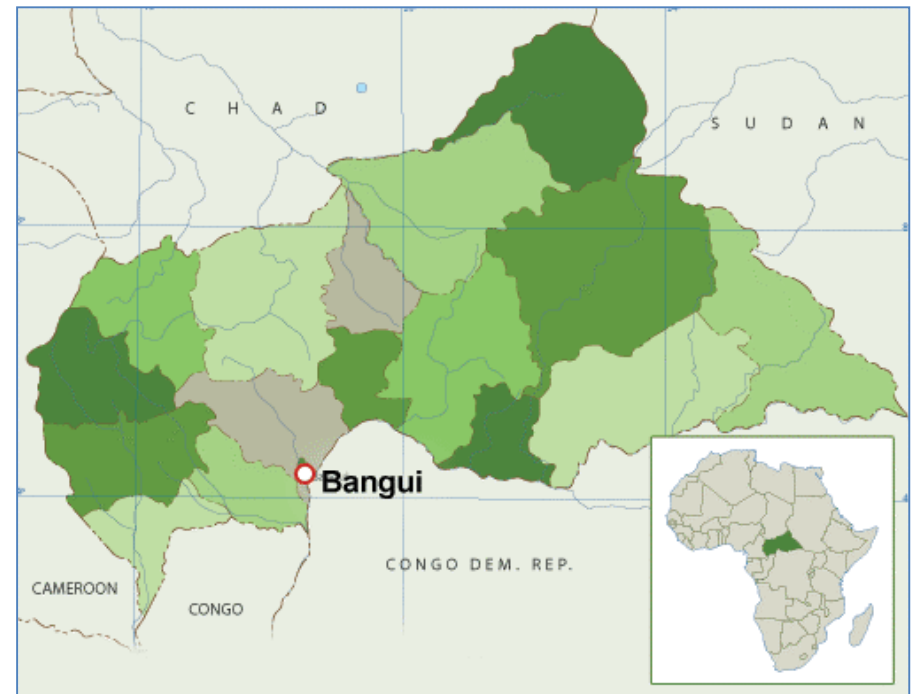 C H A D
S U D A N
Bangui
CONGO DEM. REP.
CAMEROON
CONGO